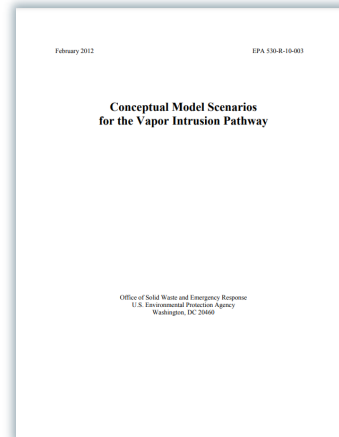 February 2012 EPA 530-R-10-003
Conceptual Model Scenarios
for the Vapor Intrusion Pathway
Office of Solid Waste and Emergency Response
U.S. Environmental Protection Agency
Washington, DC 20460